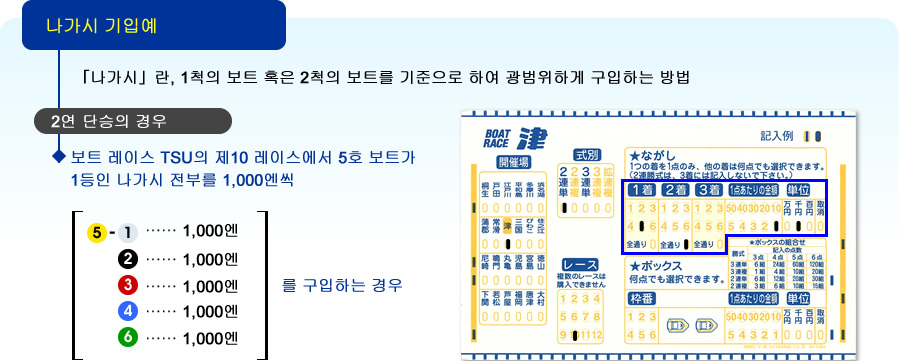 나가시 기입예
「나가시」란, 1척의 보트 혹은 2척의 보트를 기준으로 하여 광범위하게 구입하는 방법
2연 단승의 경우
보트 레이스 TSU의 제10 레이스에서 5호 보트가
1등인 나가시 전부를 1,000엔씩
5 - 1 …… 1,000엔
2 …… 1,000엔
3 …… 1,000엔
4 …… 1,000엔
6 …… 1,000엔
를 구입하는 경우
BOAT RACE 津
記入例
開催場
桐生 戸田 江戸川 平和島 多摩川 浜名湖
蒲郡 常滑 津 三国 びわこ 住之江
尼崎 鳴門 丸亀 児島 宮島 徳山
下関 若松 芦屋 福岡 唐津 大村
式別
2連単 2連複 3連単 3連複 拡連複
レース
複数のレースは
購入できません
1 2 3 4
5 6 7 8
9 11 12
★ながし
1つの着を1点のみ、他の着は何点でも選択できます。
(2連勝式は、3着には記入しないで下さい。)
1着 2着 3着 1点あたりの金額 単位
1 2 3 1 2 3 1 2 3 50 40 30 20 10 万円 千円 百円 取消
4 6 4 5 6 4 5 6 5 4 3 2
全通り 全通り 全通り
★ボックス
何点でも選択できます。
★ボックスの組合せ
勝式 記入の点数
3点 4点 5点 6点
3連単 6組 24組 60組 120組
3連複 1組 4組 10組 20組
2連単 6組 12組 20組 30組
2連複 3組 6組 10組 15組
枠番 1点あたりの金額 単位
1 2 3 50 40 30 20 10 万円 千円 百円 取消
4 5 6 5 4 3 2 1